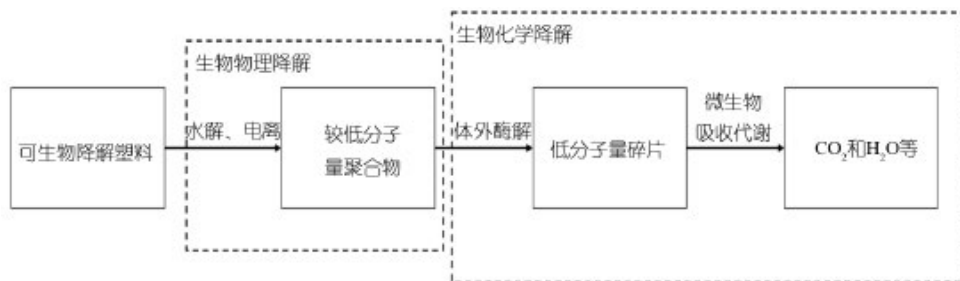 生物化学降解
生物物理降解
可生物降解塑料
水解、电离
较低分子
量聚合物
体外酶解
低分子量碎片
微生物
吸收代谢
CO₂和H₂O等